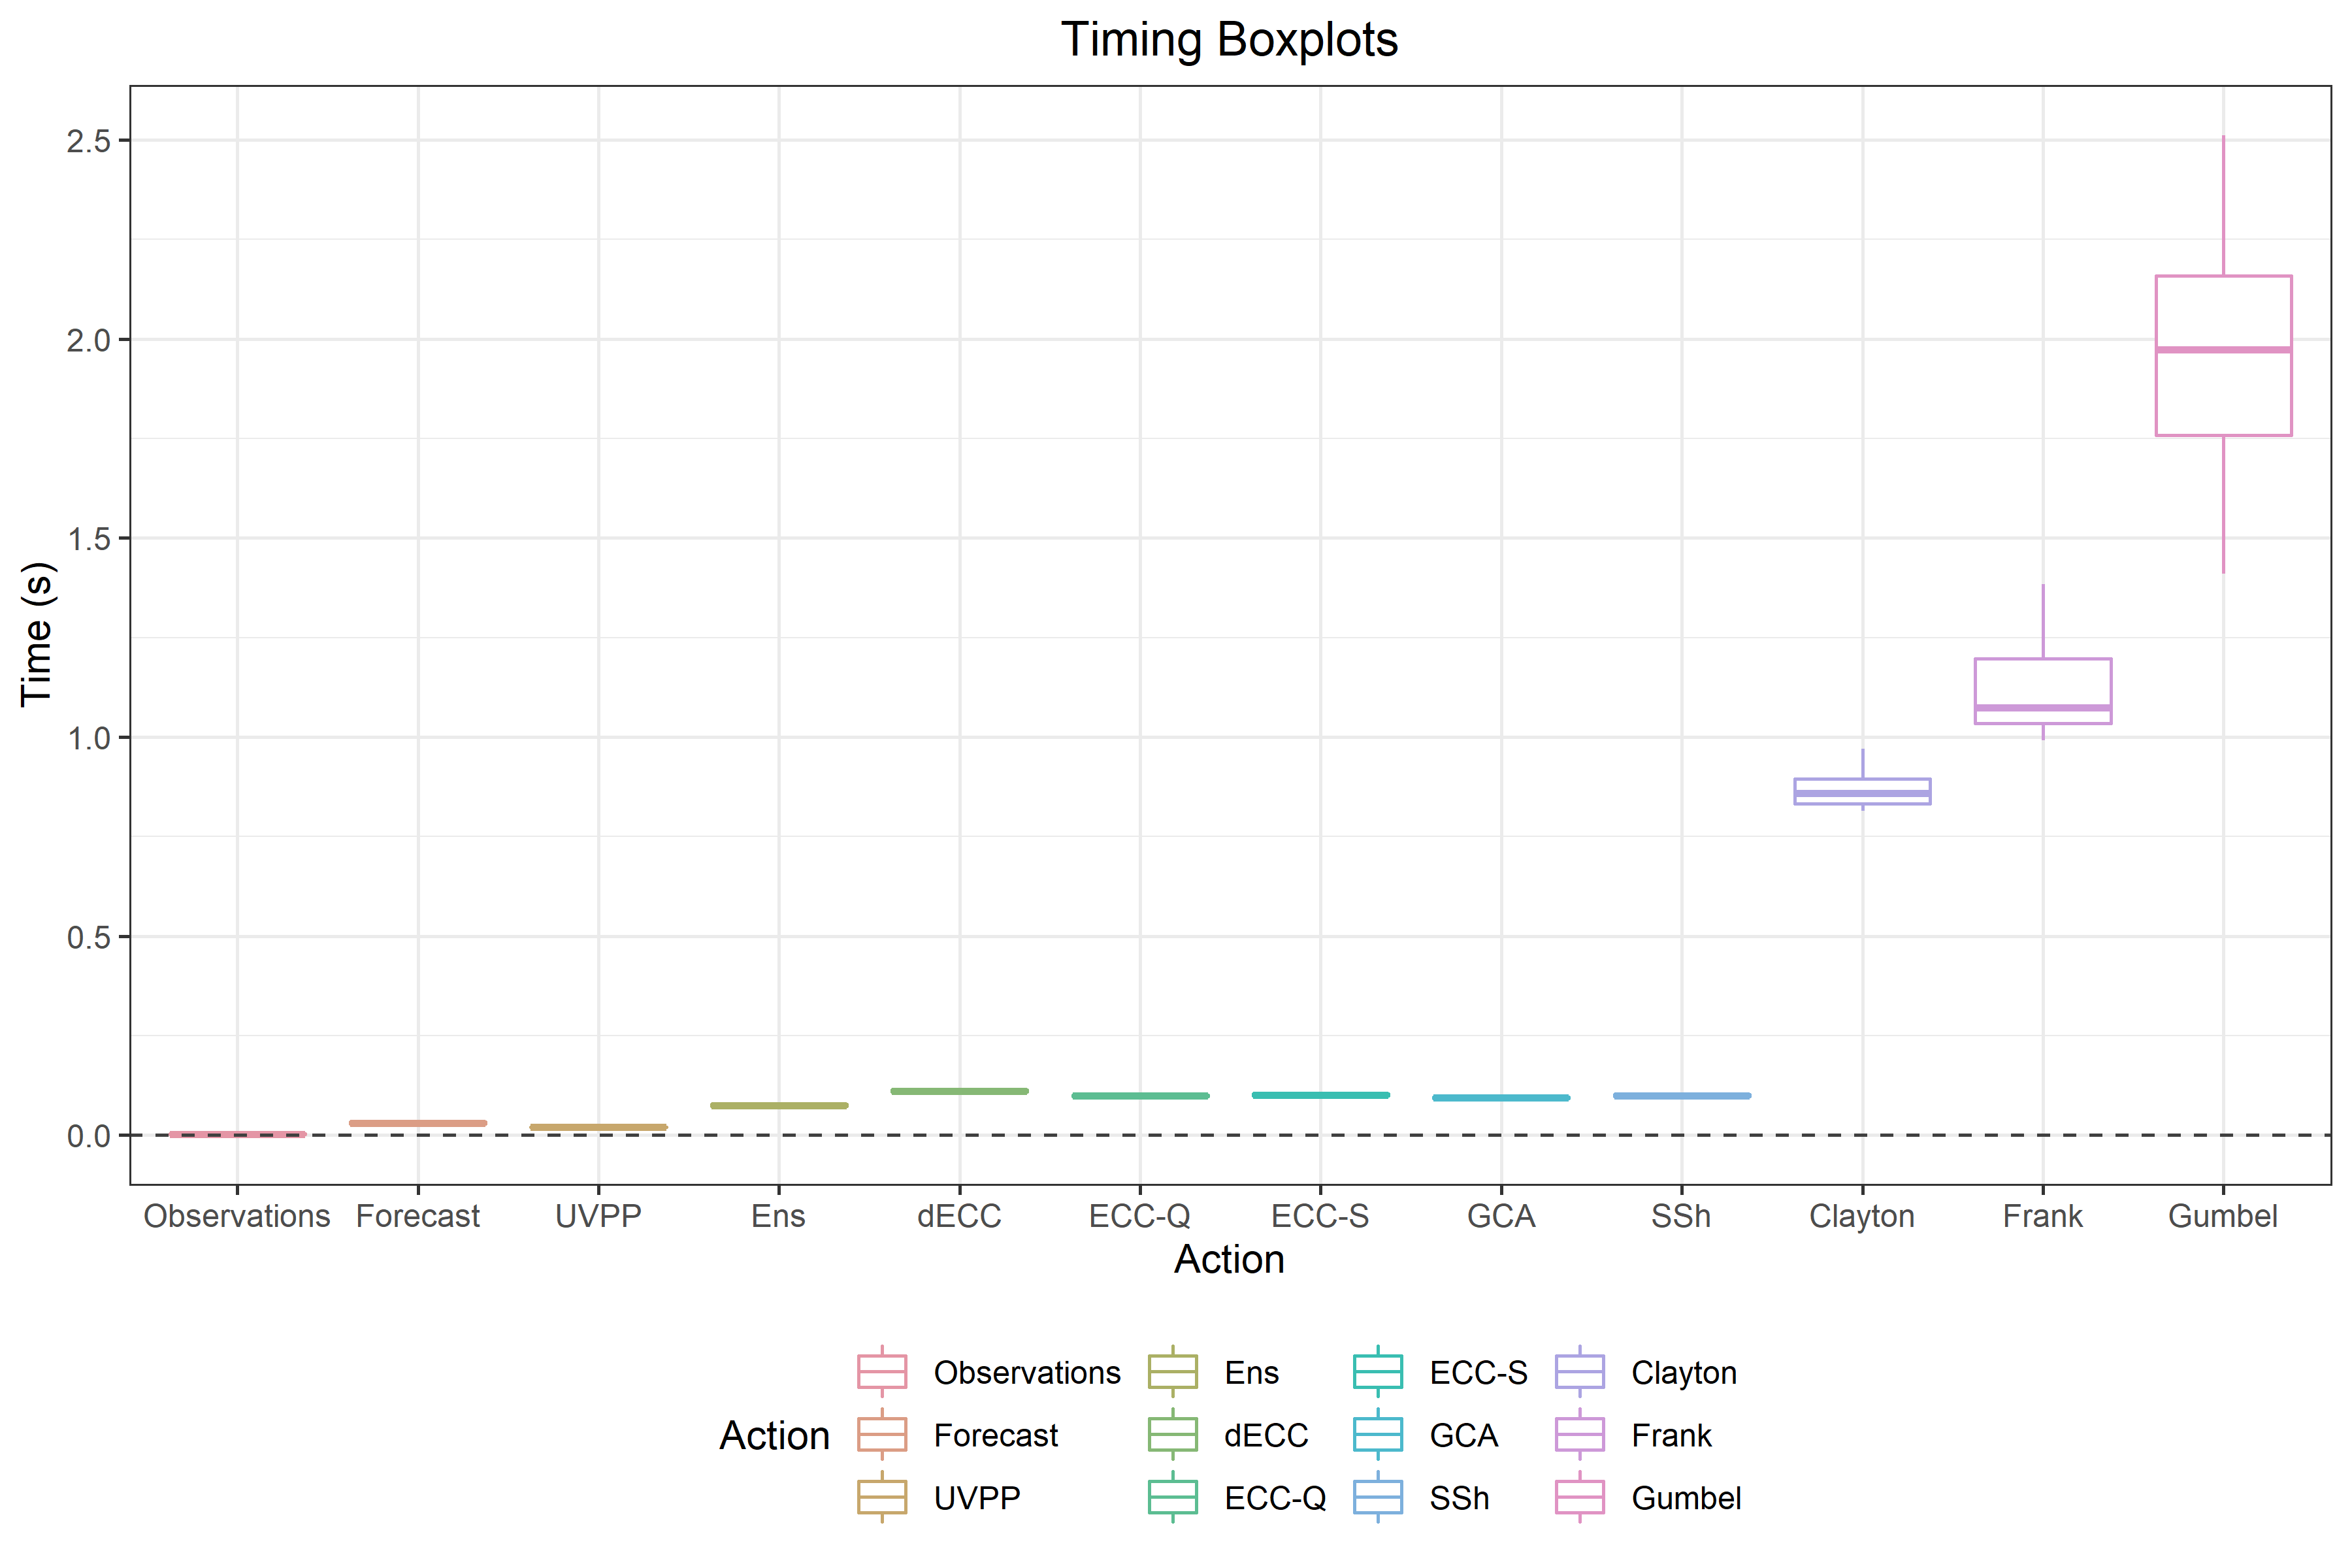 Timing Boxplots
Time (s)
2.5
2.0
1.5
1.0
0.5
0.0
Observations Forecast UVPP Ens dECC ECC-Q ECC-S GCA SSh Clayton Frank Gumbel
Action
Action
Observations Ens ECC-S Clayton
Forecast dECC GCA Frank
UVPP ECC-Q SSh Gumbel